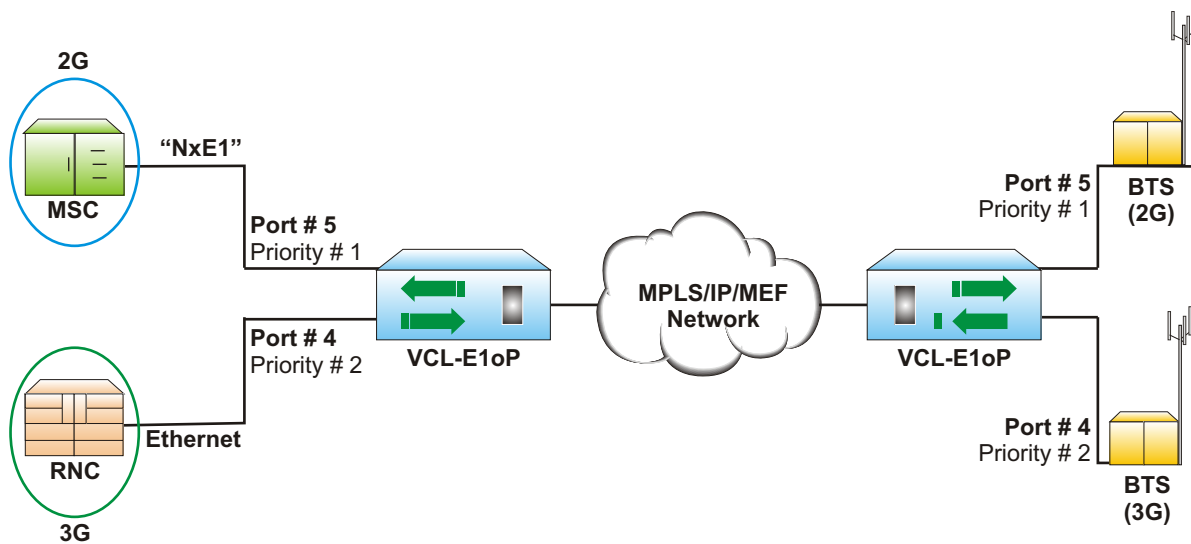 2G
MSC
“NxE1”
Port # 5
Priority # 1
Port # 4
Priority # 2
Ethernet
RNC
3G
VCL-E1oP
MPLS/IP/MEF
Network
VCL-E1oP
Port # 5
Priority # 1
BTS
(2G)
Port # 4
Priority # 2
BTS
(3G)